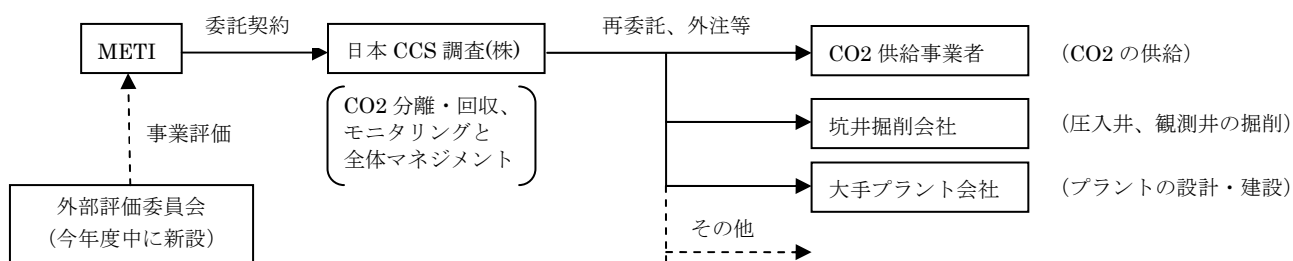 委託契約
再委託、外注等
METI
日本 CCS 調査(株)
CO2 供給事業者
(CO2 の供給)
CO2 分離・回収、
モニタリングと
全体マネジメント
事業評価
坑井掘削会社
(圧入井、観測井の掘削)
大手プラント会社
(プラントの設計・建設)
外部評価委員会
(今年度中に新設)
その他